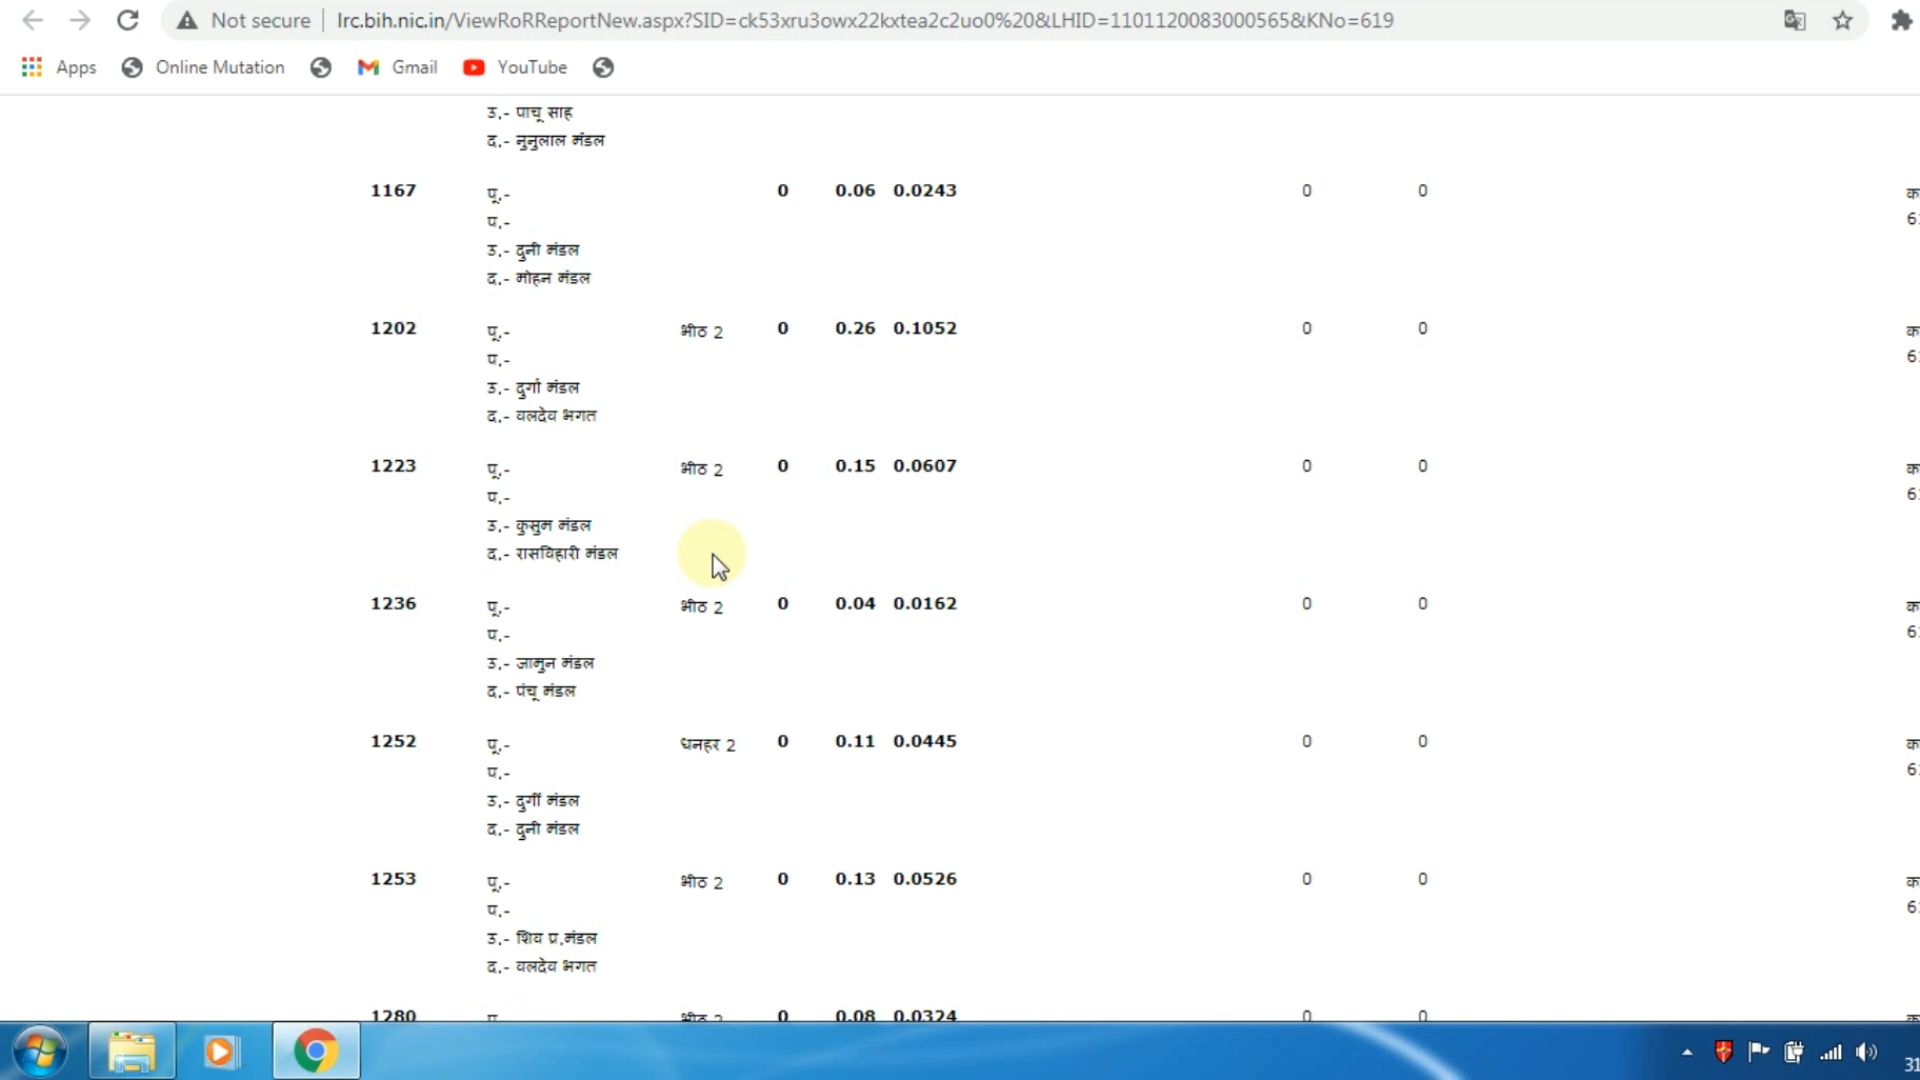 Not secure | lrc.bih.nic.in/ViewRoRReportNew.aspx?SID=ck53xru3owx22kxtea2c2uo0%20&LHID=1101120083000565&KNo=619
Apps Online Mutation Gmail YouTube
उ.- पाचू साह
द.- नुनुलाल मंडल
1167 पू.- 0 0.06 0.0243 0 0
प.-
उ.- दुनी मंडल
द.- मोहन मंडल
1202 पू.- भीठ 2 0 0.26 0.1052 0 0
प.-
उ.- दुर्गा मंडल
द.- वलदेव भगत
1223 पू.- भीठ 2 0 0.15 0.0607 0 0
प.-
उ.- कुसुम मंडल
द.- रासविहारी मंडल
1236 पू.- भीठ 2 0 0.04 0.0162 0 0
प.-
उ.- जामुन मंडल
द.- पंचू मंडल
1252 पू.- धनहर 2 0 0.11 0.0445 0 0
प.-
उ.- दुर्गी मंडल
द.- दुनी मंडल
1253 पू.- भीठ 2 0 0.13 0.0526 0 0
प.-
उ.- शिव प्र.मंडल
द.- वलदेव भगत
1280 भीठ 2 0 0.08 0.0324 0 0
31